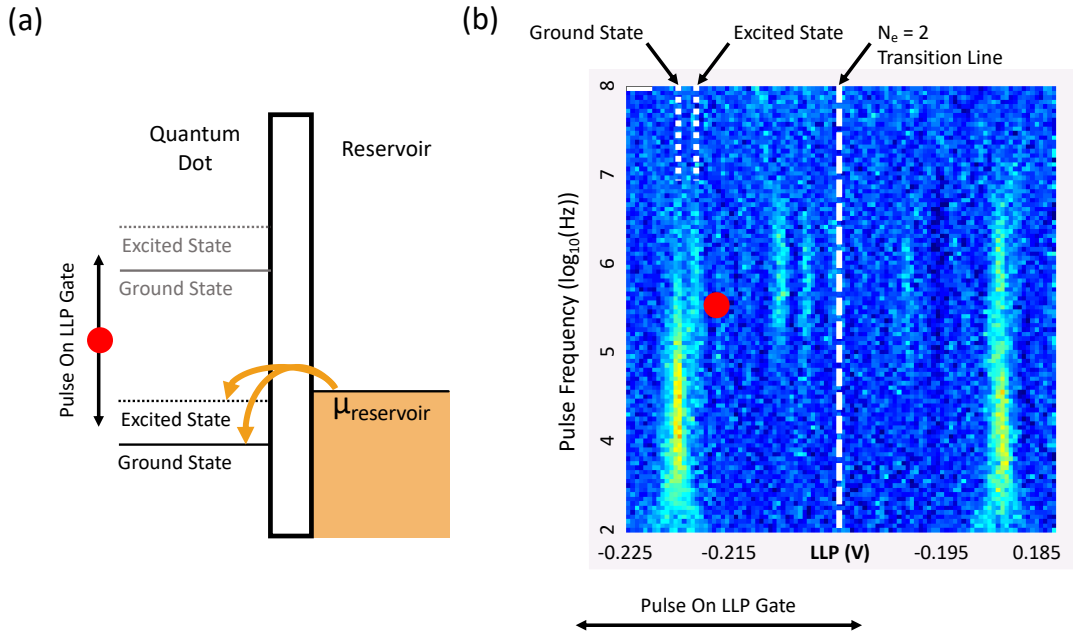 (a)
Quantum
Dot
Reservoir
Excited State
Ground State
Pulse On LLP Gate
Excited State
Ground State
μreservoir
(b)
Ground State
Excited State
Nₑ = 2
Transition Line
Pulse Frequency (log₁₀(Hz))
8
7
6
5
4
3
2
-0.225
-0.215
LLP (V)
-0.195
0.185
Pulse On LLP Gate